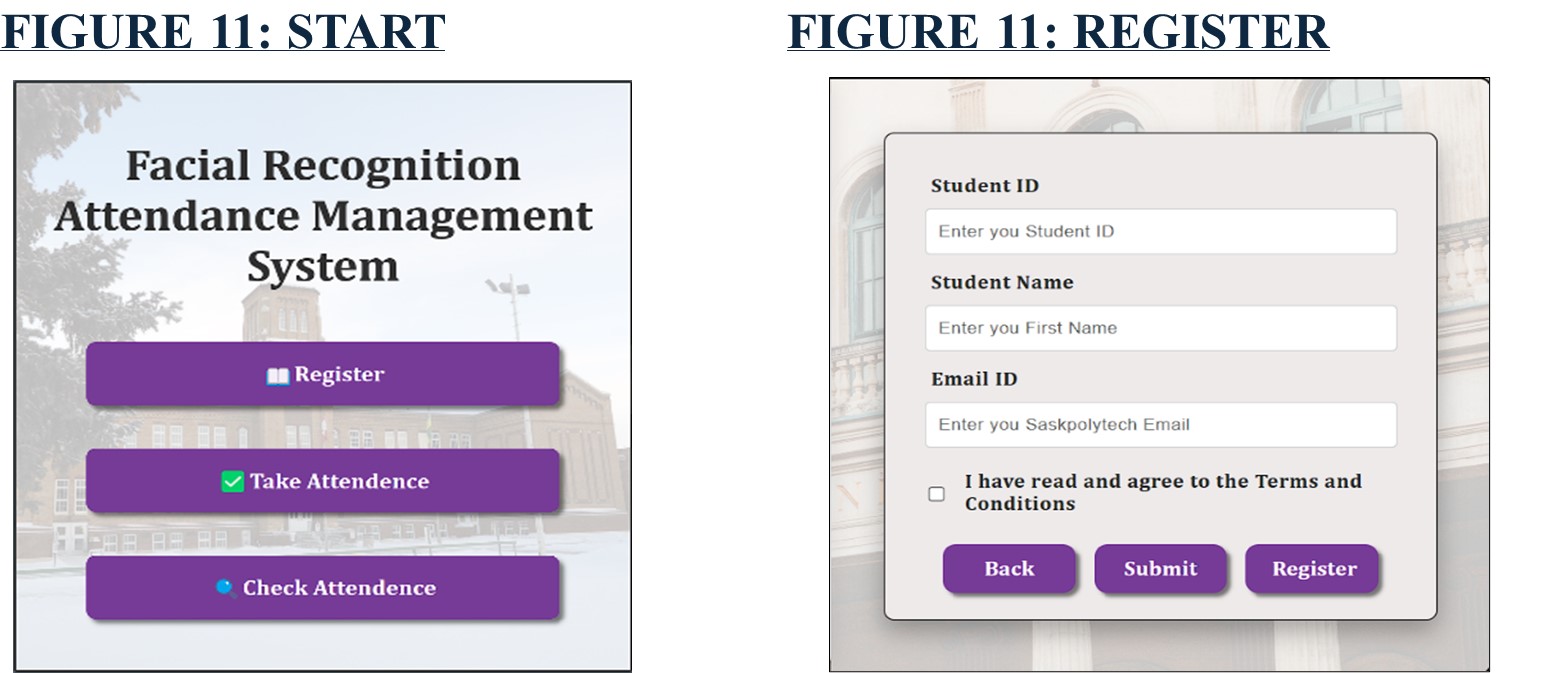 FIGURE 11: START
Facial Recognition
Attendance Management
System
Register
Take Attendence
Check Attendence
FIGURE 11: REGISTER
Student ID
Enter you Student ID
Student Name
Enter you First Name
Email ID
Enter you Saskpolytech Email
I have read and agree to the Terms and
Conditions
Back Submit Register